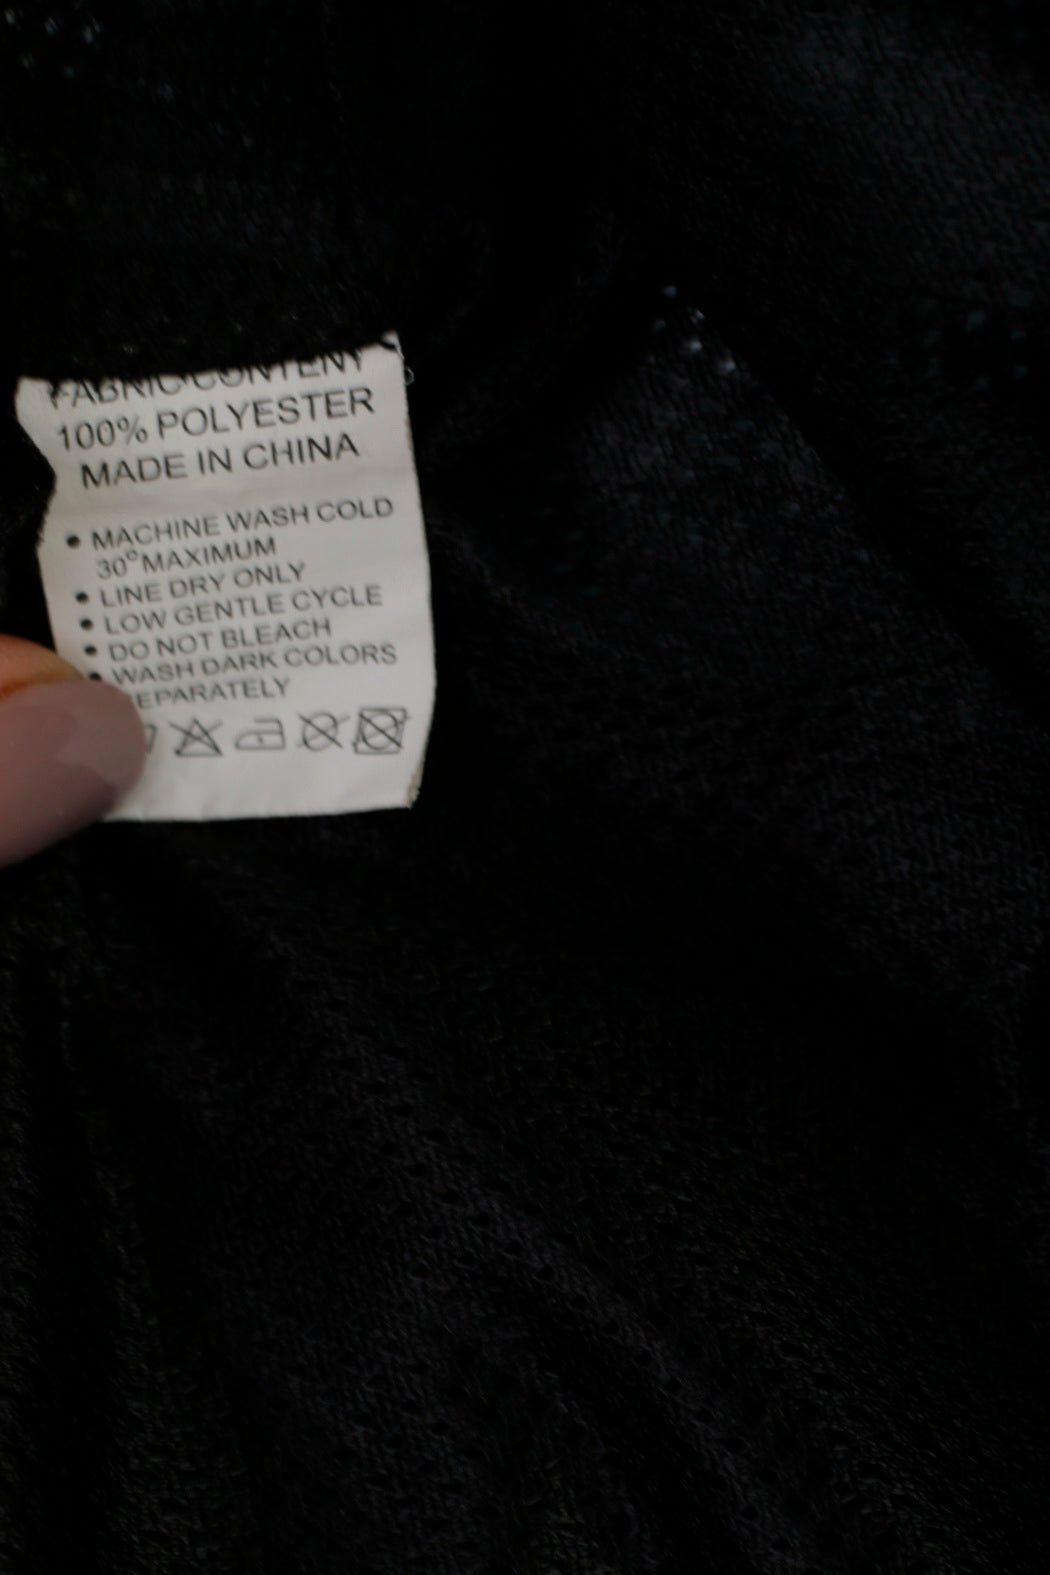 FABRIC CONTENT
100% POLYESTER
MADE IN CHINA
• MACHINE WASH COLD
30°MAXIMUM
• LINE DRY ONLY
• LOW GENTLE CYCLE
• DO NOT BLEACH
• WASH DARK COLORS
EPARATELY